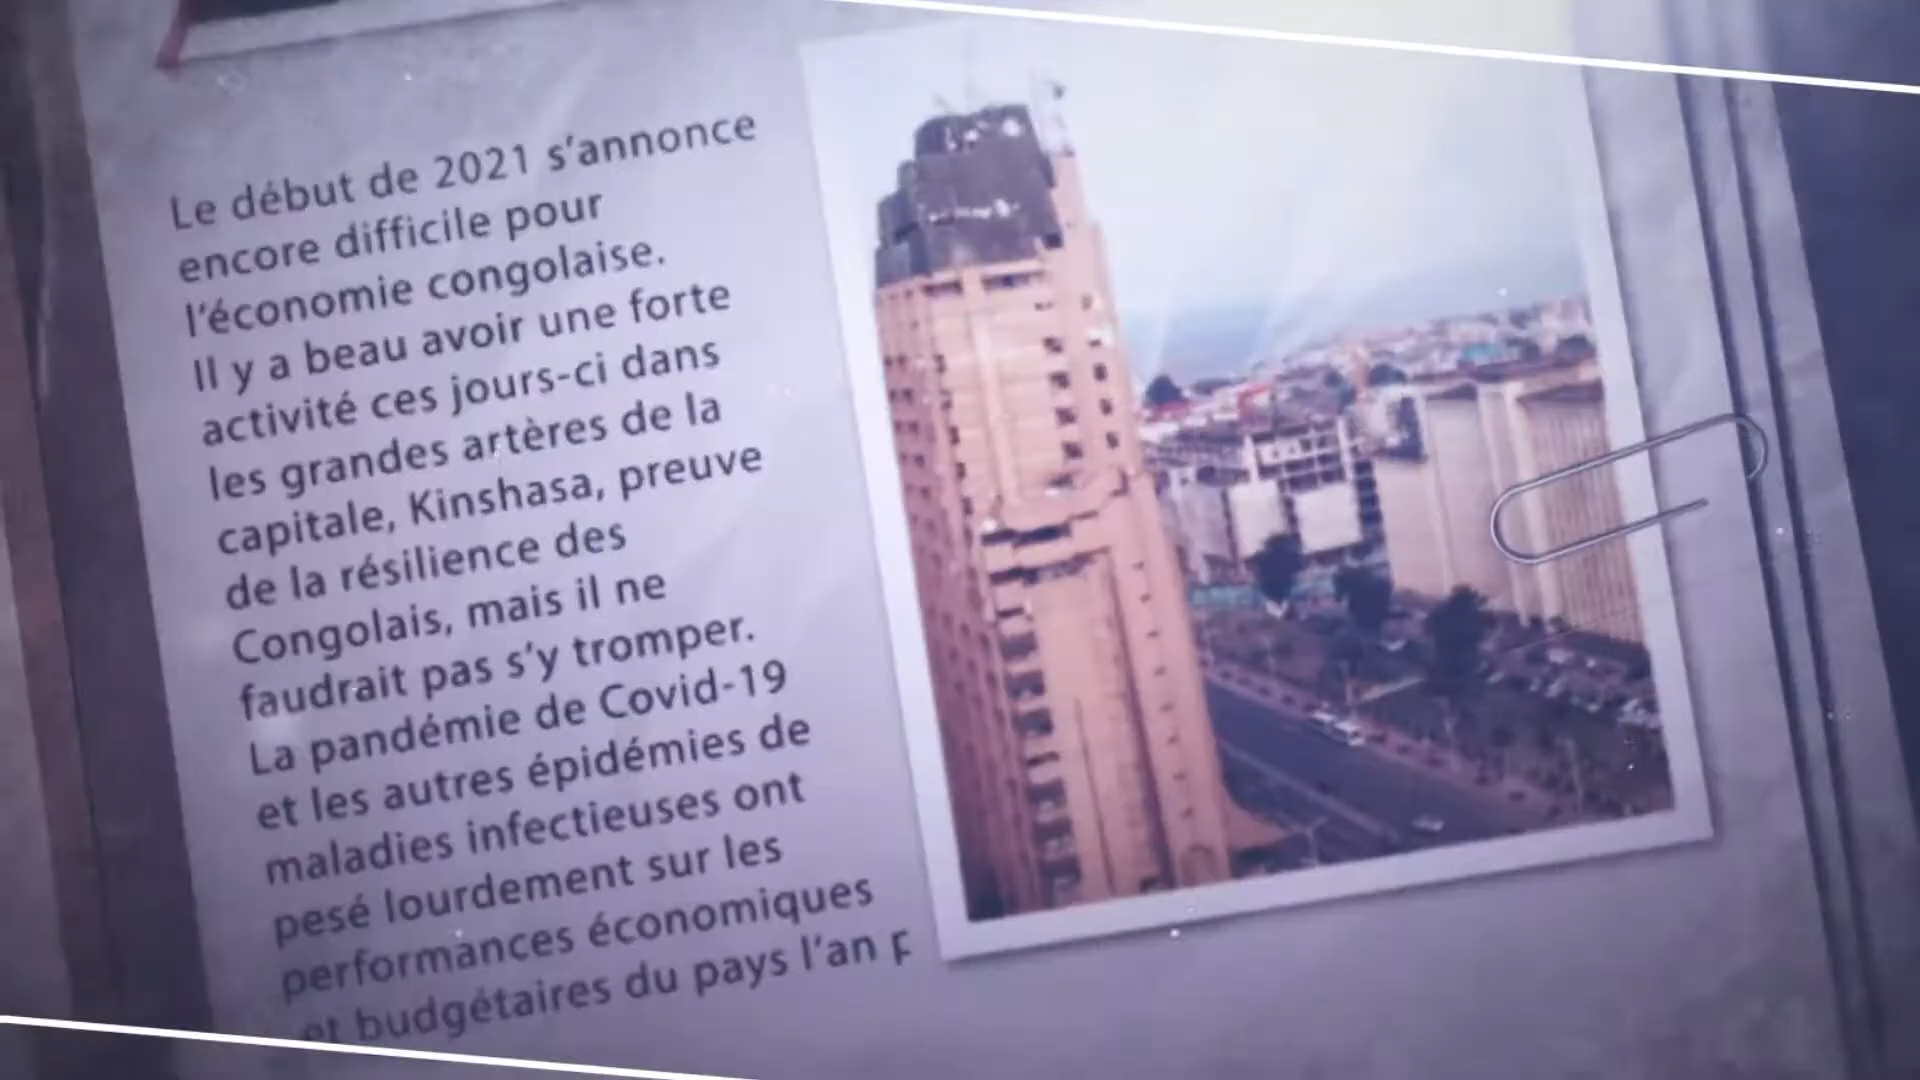 Le début de 2021 s'annonce
encore difficile pour
l'économie congolaise.
Il y a beau avoir une forte
activité ces jours-ci dans
les grandes artères de la
capitale, Kinshasa, preuve
de la résilience des
Congolais, mais il ne
faudrait pas s'y tromper.
La pandémie de Covid-19
et les autres épidémies de
maladies infectieuses ont
pesé lourdement sur les
performances économiques
et budgétaires du pays l'an